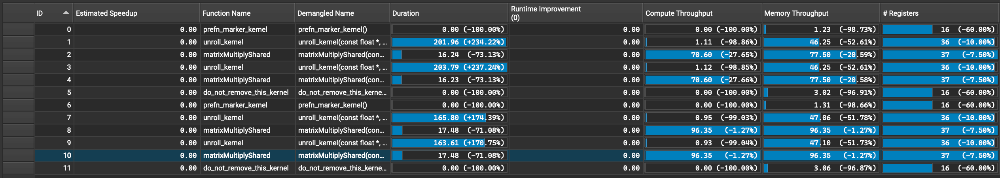 ID Estimated Speedup Function Name Demangled Name Duration Runtime Improvement (0) Compute Throughput Memory Throughput # Registers
0 0.00 prefn_marker_kernel prefn_marker_kernel() 0.00 (-100.00%) 0.00 0.00 (-100.00%) 1.23 (-98.73%) 16 (-60.00%)
1 0.00 unroll_kernel unroll_kernel(const float *, ... 201.96 (+234.22%) 0.00 1.11 (-98.86%) 46.25 (-52.61%) 36 (-10.00%)
2 0.00 matrixMultiplyShared matrixMultiplyShared(con... 16.24 (-73.13%) 0.00 70.60 (-27.65%) 77.50 (-20.59%) 37 (-7.50%)
3 0.00 unroll_kernel unroll_kernel(const float *, ... 203.79 (+237.24%) 0.00 1.12 (-98.85%) 46.25 (-52.61%) 36 (-10.00%)
4 0.00 matrixMultiplyShared matrixMultiplyShared(con... 16.23 (-73.13%) 0.00 70.60 (-27.66%) 77.50 (-20.58%) 37 (-7.50%)
5 0.00 do_not_remove_this_kernel do_not_remove_this_kerne... 0.00 (-100.00%) 0.00 0.00 (-100.00%) 3.02 (-96.91%) 16 (-60.00%)
6 0.00 prefn_marker_kernel prefn_marker_kernel() 0.00 (-100.00%) 0.00 0.00 (-100.00%) 1.31 (-98.66%) 16 (-60.00%)
7 0.00 unroll_kernel unroll_kernel(const float *, ... 165.80 (+174.39%) 0.00 0.95 (-99.03%) 47.06 (-51.78%) 36 (-10.00%)
8 0.00 matrixMultiplyShared matrixMultiplyShared(con... 17.48 (-71.08%) 0.00 96.35 (-1.27%) 96.35 (-1.27%) 37 (-7.50%)
9 0.00 unroll_kernel unroll_kernel(const float *, ... 163.61 (+170.75%) 0.00 0.93 (-99.04%) 47.10 (-51.73%) 36 (-10.00%)
10 0.00 matrixMultiplyShared matrixMultiplyShared(con... 17.48 (-71.08%) 0.00 96.35 (-1.27%) 96.35 (-1.27%) 37 (-7.50%)
11 0.00 do_not_remove_this_kernel do_not_remove_this_kerne... 0.00 (-100.00%) 0.00 0.00 (-100.00%) 3.06 (-96.87%) 16 (-60.00%)